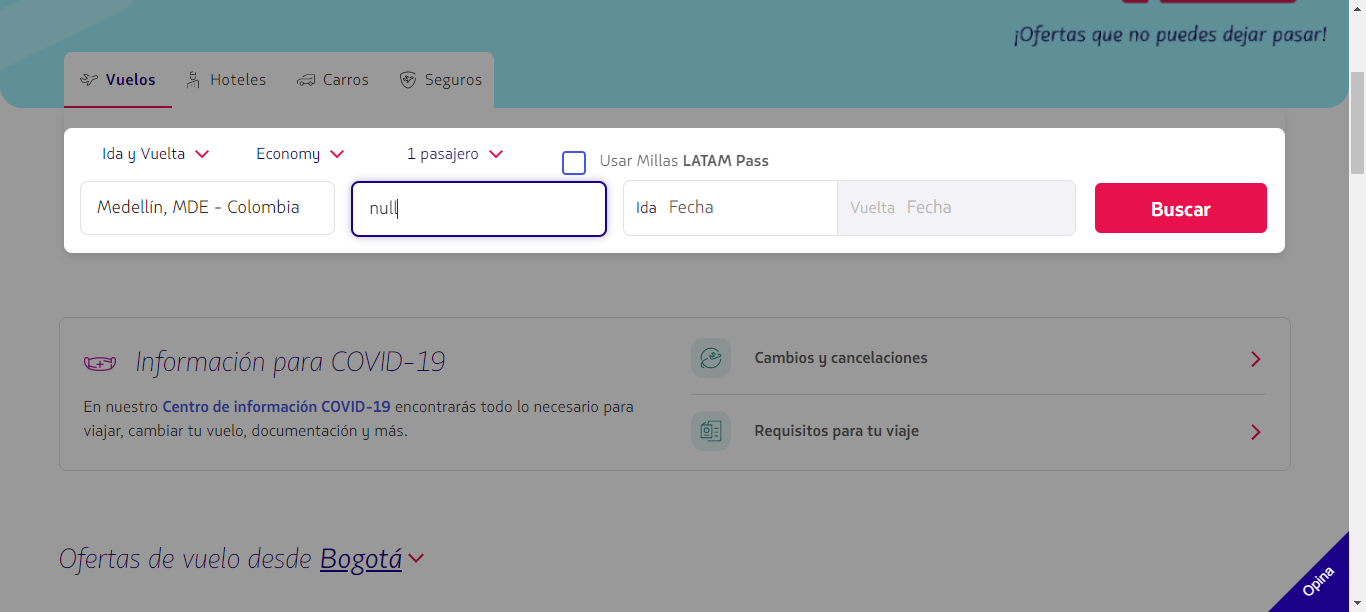 ¡Ofertas que no puedes dejar pasar!
Vuelos Hoteles Carros Seguros
Ida y Vuelta Economy 1 pasajero Usar Millas LATAM Pass
Medellín, MDE - Colombia null Ida Fecha Vuelta Fecha Buscar
Información para COVID-19
En nuestro Centro de información COVID-19 encontrarás todo lo necesario para
viajar, cambiar tu vuelo, documentación y más.
Cambios y cancelaciones
Requisitos para tu viaje
Ofertas de vuelo desde Bogotá
Opina